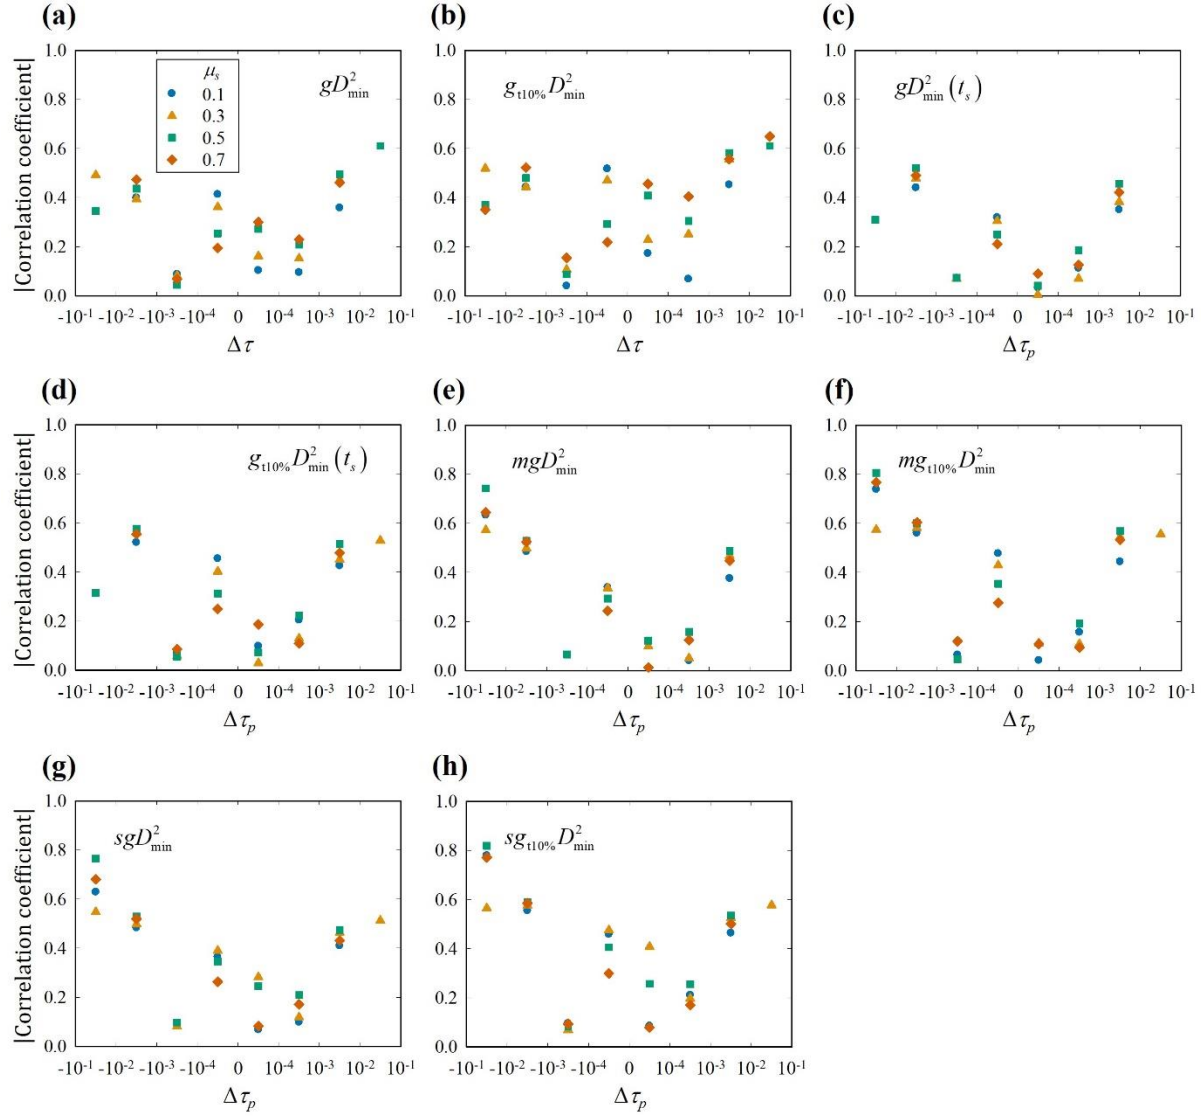 (a)
(b)
(c)
1.0
0.8
0.6
0.4
0.2
0.0
|Correlation coefficient|
μs
0.1
0.3
0.5
0.7
gD²min
-10⁻¹ -10⁻² -10⁻³ -10⁻⁴ 0 10⁻⁴ 10⁻³ 10⁻² 10⁻¹
Δτ
1.0
0.8
0.6
0.4
0.2
0.0
gt10%D²min
-10⁻¹ -10⁻² -10⁻³ -10⁻⁴ 0 10⁻⁴ 10⁻³ 10⁻² 10⁻¹
Δτ
1.0
0.8
0.6
0.4
0.2
0.0
gD²min(ts)
-10⁻¹ -10⁻² -10⁻³ -10⁻⁴ 0 10⁻⁴ 10⁻³ 10⁻² 10⁻¹
Δτp
(d)
(e)
(f)
1.0
0.8
0.6
0.4
0.2
0.0
|Correlation coefficient|
gt10%D²min(ts)
-10⁻¹ -10⁻² -10⁻³ -10⁻⁴ 0 10⁻⁴ 10⁻³ 10⁻² 10⁻¹
Δτp
1.0
0.8
0.6
0.4
0.2
0.0
mgD²min
-10⁻¹ -10⁻² -10⁻³ -10⁻⁴ 0 10⁻⁴ 10⁻³ 10⁻² 10⁻¹
Δτp
1.0
0.8
0.6
0.4
0.2
0.0
mgt10%D²min
-10⁻¹ -10⁻² -10⁻³ -10⁻⁴ 0 10⁻⁴ 10⁻³ 10⁻² 10⁻¹
Δτp
(g)
(h)
1.0
0.8
0.6
0.4
0.2
0.0
|Correlation coefficient|
sgD²min
-10⁻¹ -10⁻² -10⁻³ -10⁻⁴ 0 10⁻⁴ 10⁻³ 10⁻² 10⁻¹
Δτp
1.0
0.8
0.6
0.4
0.2
0.0
sgt10%D²min
-10⁻¹ -10⁻² -10⁻³ -10⁻⁴ 0 10⁻⁴ 10⁻³ 10⁻² 10⁻¹
Δτp